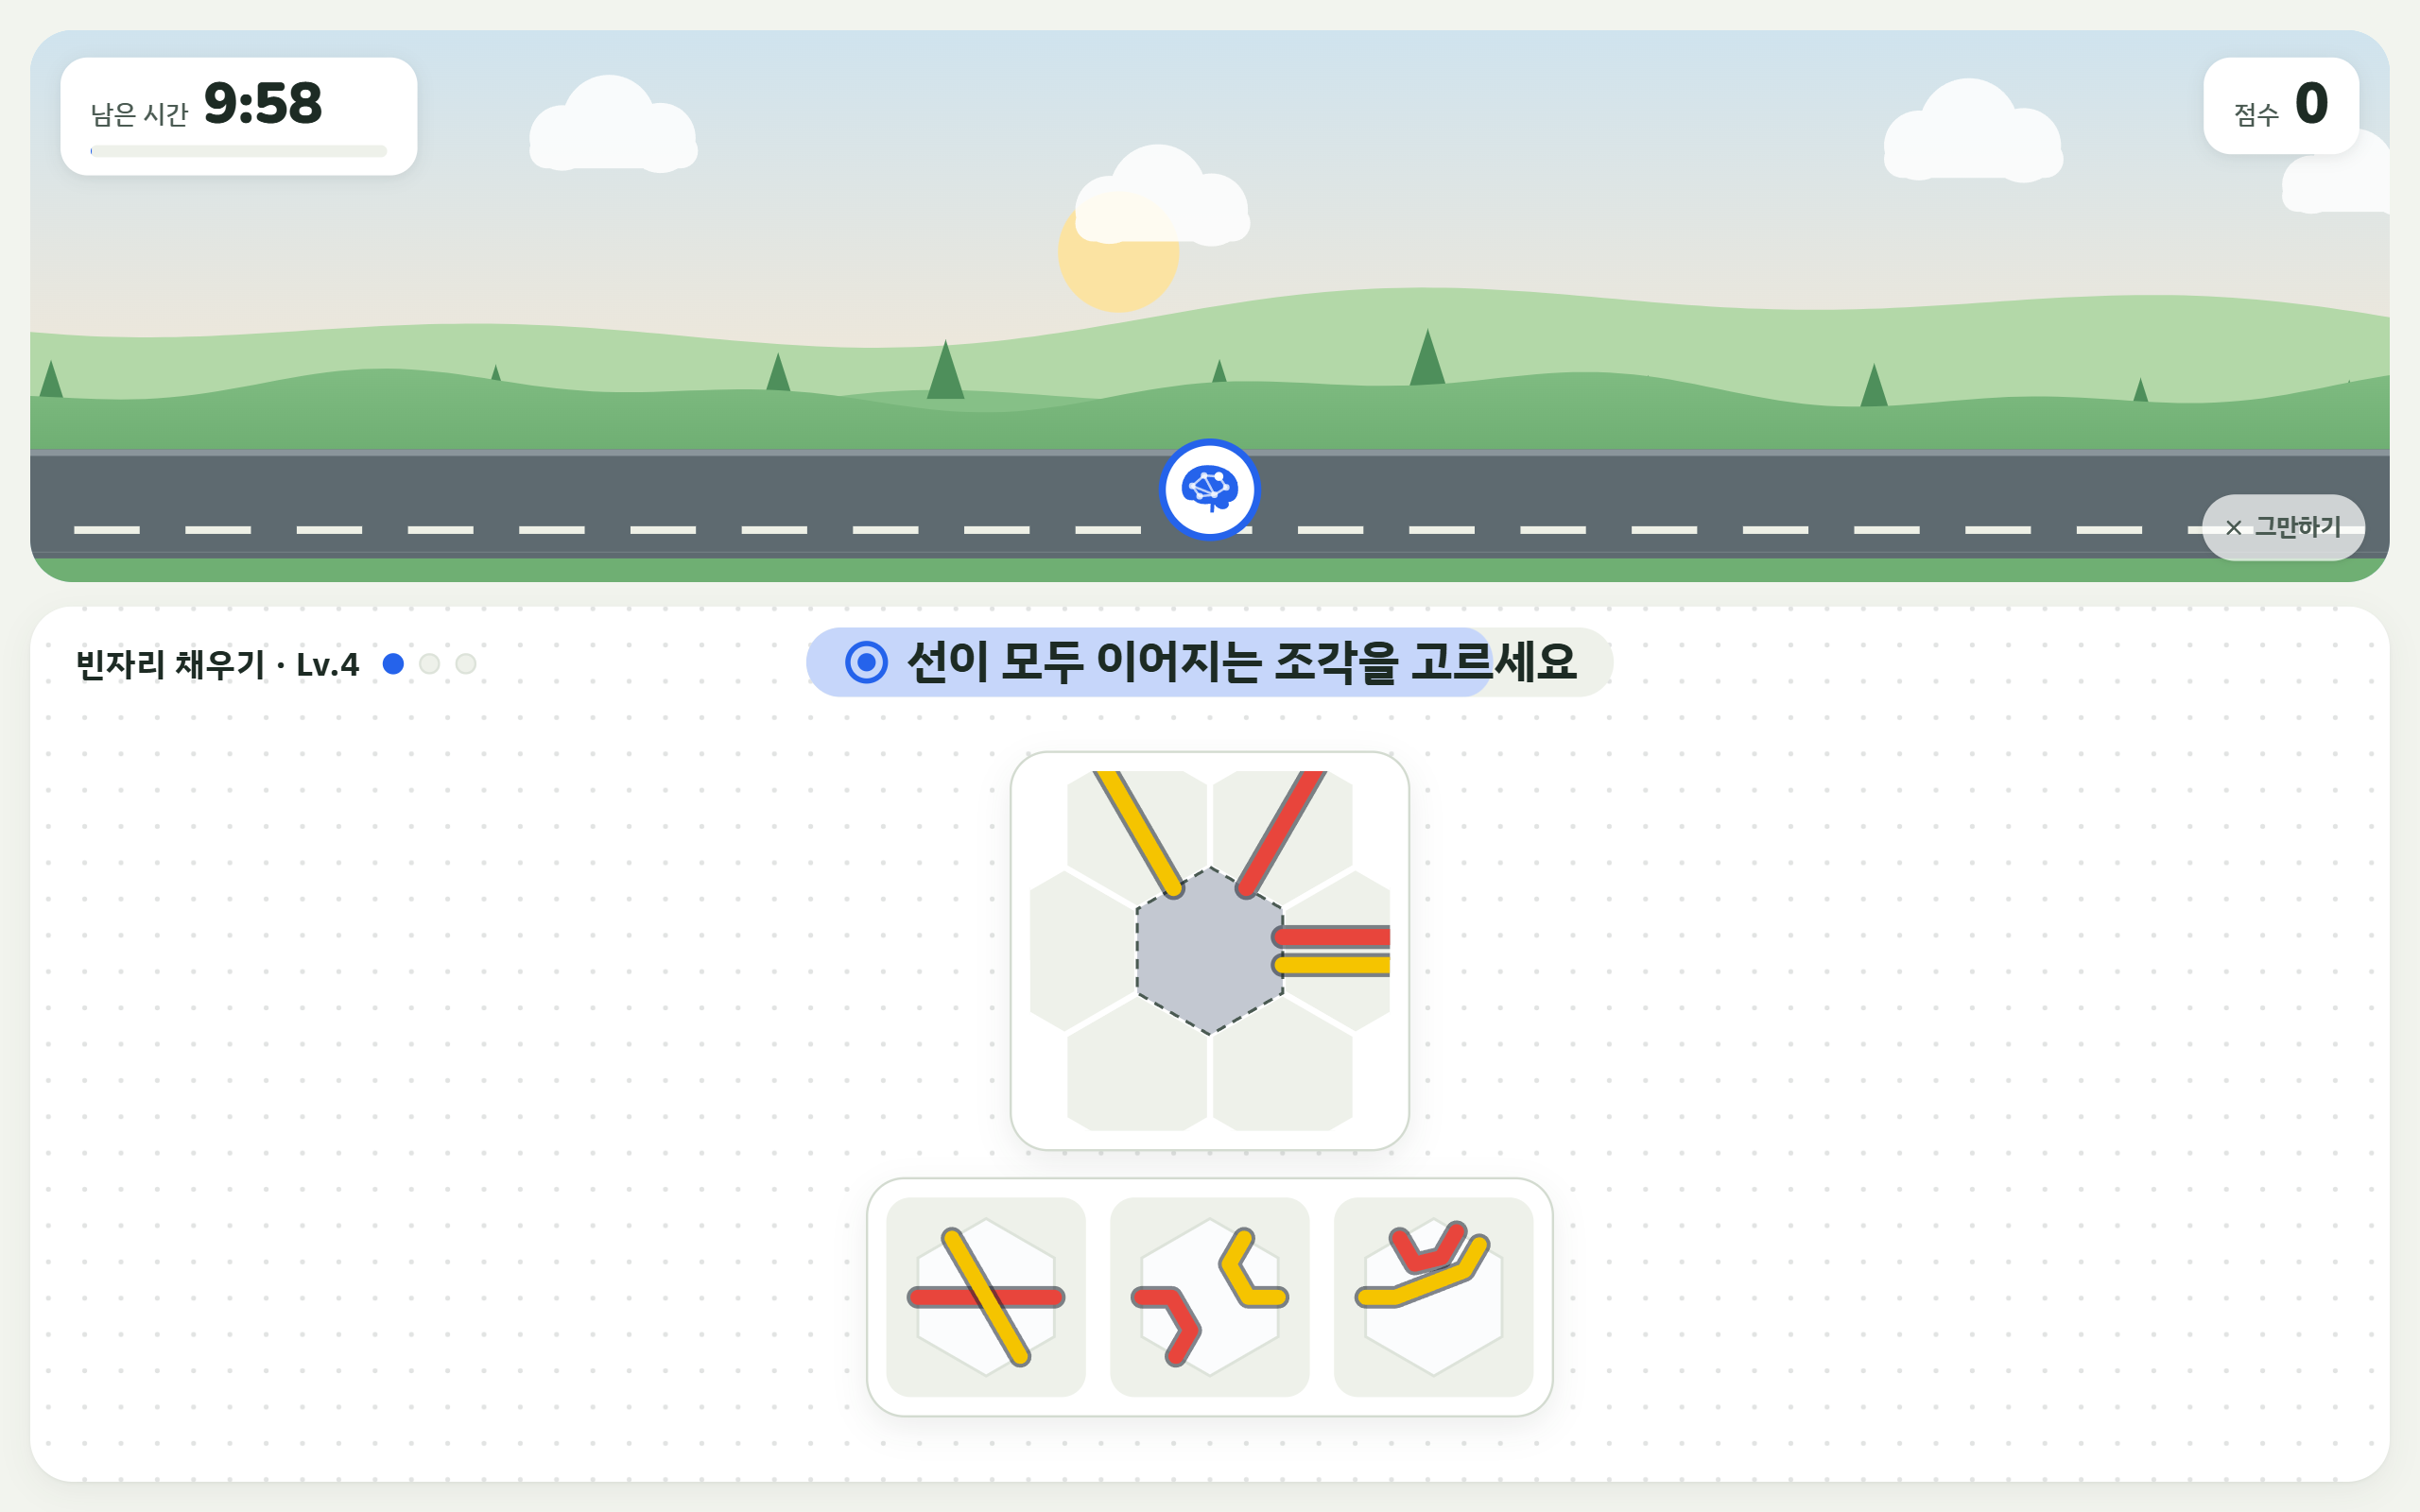 남은 시간 9:58
점수 0
× 그만하기
빈자리 채우기 · Lv.4
선이 모두 이어지는 조각을 고르세요